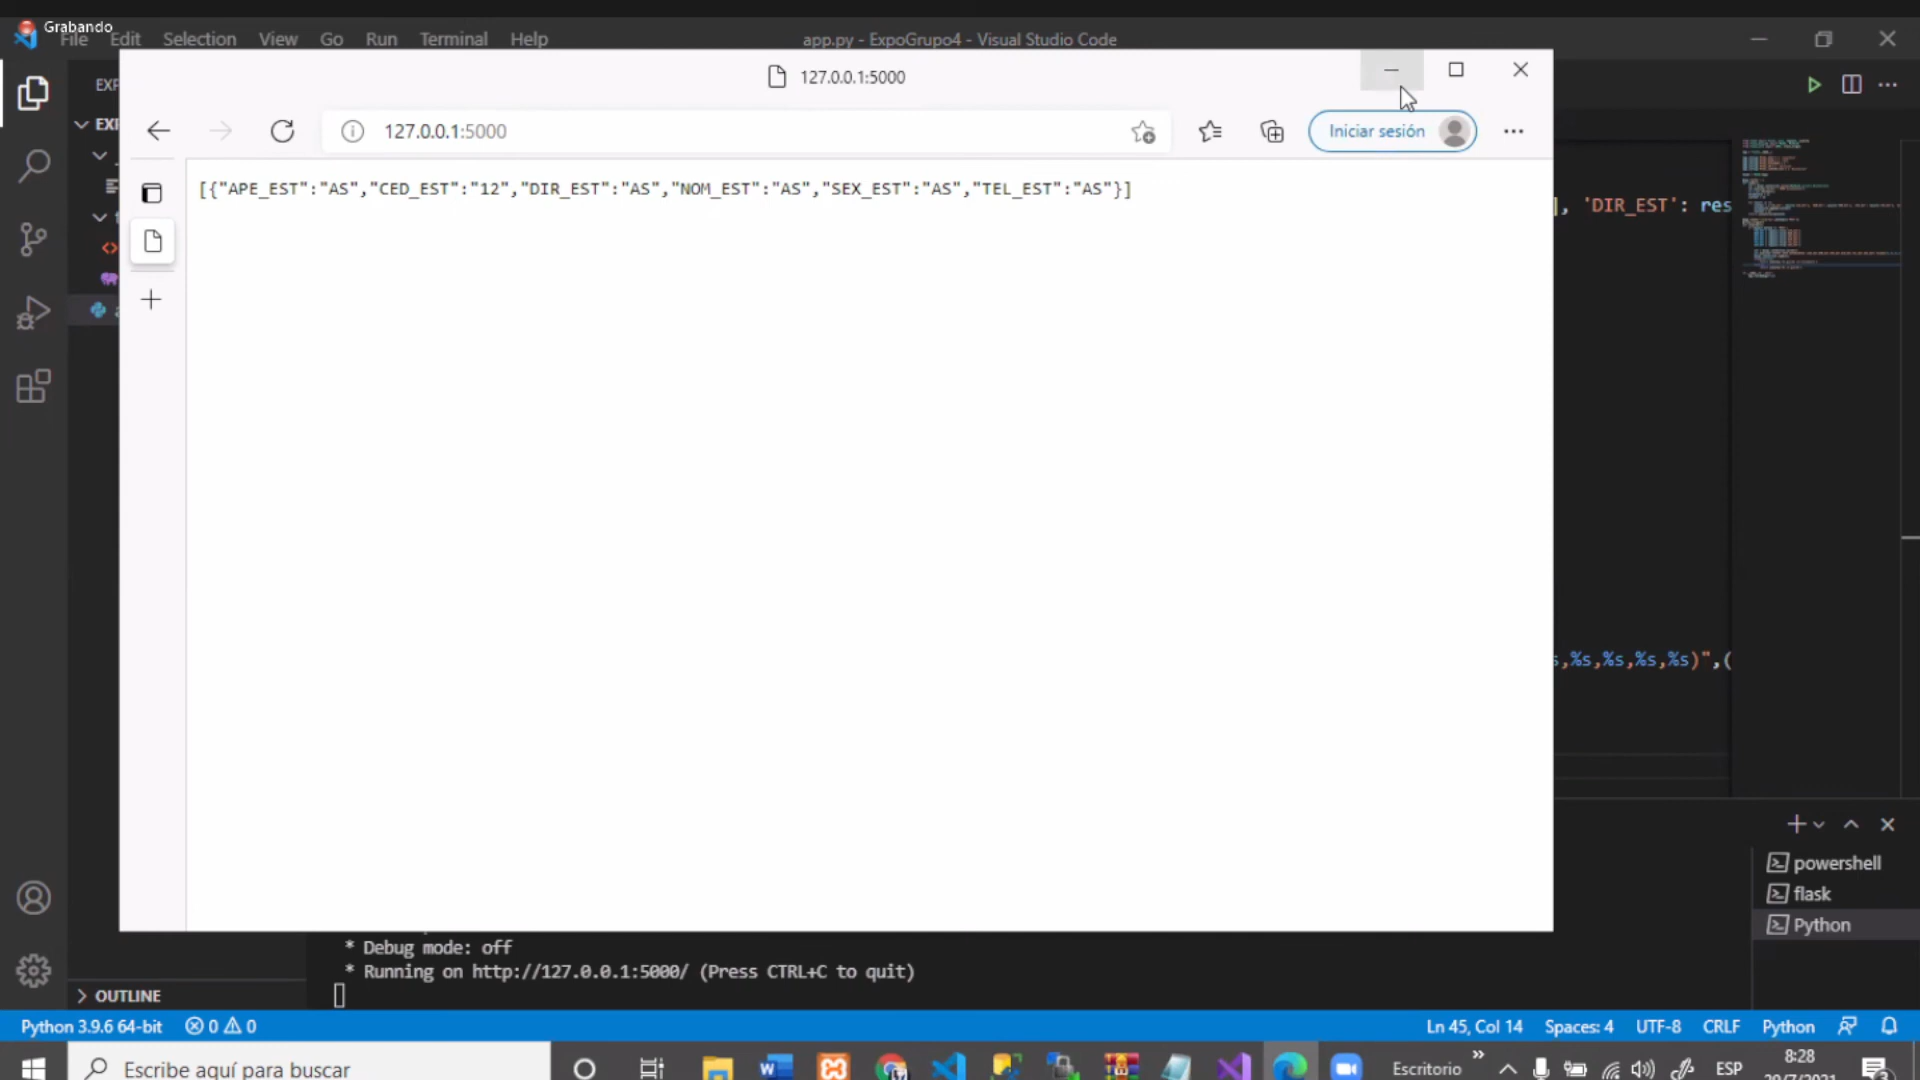 Grabando
File Edit Selection View Go Run Terminal Help
app.py - ExpoGrupo4 - Visual Studio Code
127.0.0.1:5000
127.0.0.1:5000
Iniciar sesión
[{"APE_EST":"AS","CED_EST":"12","DIR_EST":"AS","NOM_EST":"AS","SEX_EST":"AS","TEL_EST":"AS"}]
], 'DIR_EST': res
,%s,%s,%s,%s)",(
powershell
flask
Python
* Debug mode: off
* Running on http://127.0.0.1:5000/ (Press CTRL+C to quit)
OUTLINE
Python 3.9.6 64-bit 0 0 Ln 45, Col 14 Spaces: 4 UTF-8 CRLF Python
Escribe aquí para buscar
Escritorio
ESP
8:28